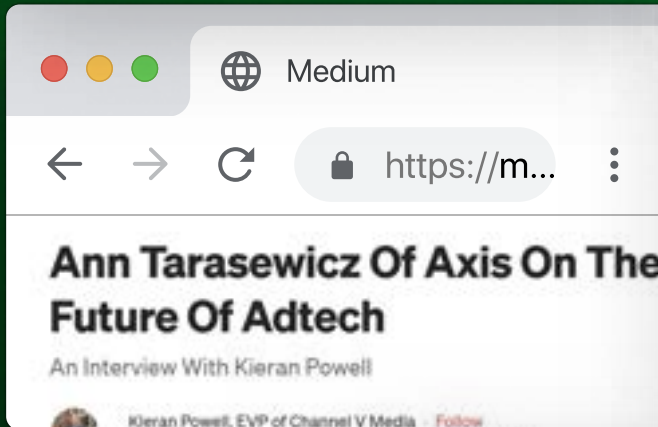 Medium
https://m...
Ann Tarasewicz Of Axis On The
Future Of Adtech
An Interview With Kieran Powell
Kieran Powell, EVP of Channel V Media · Follow